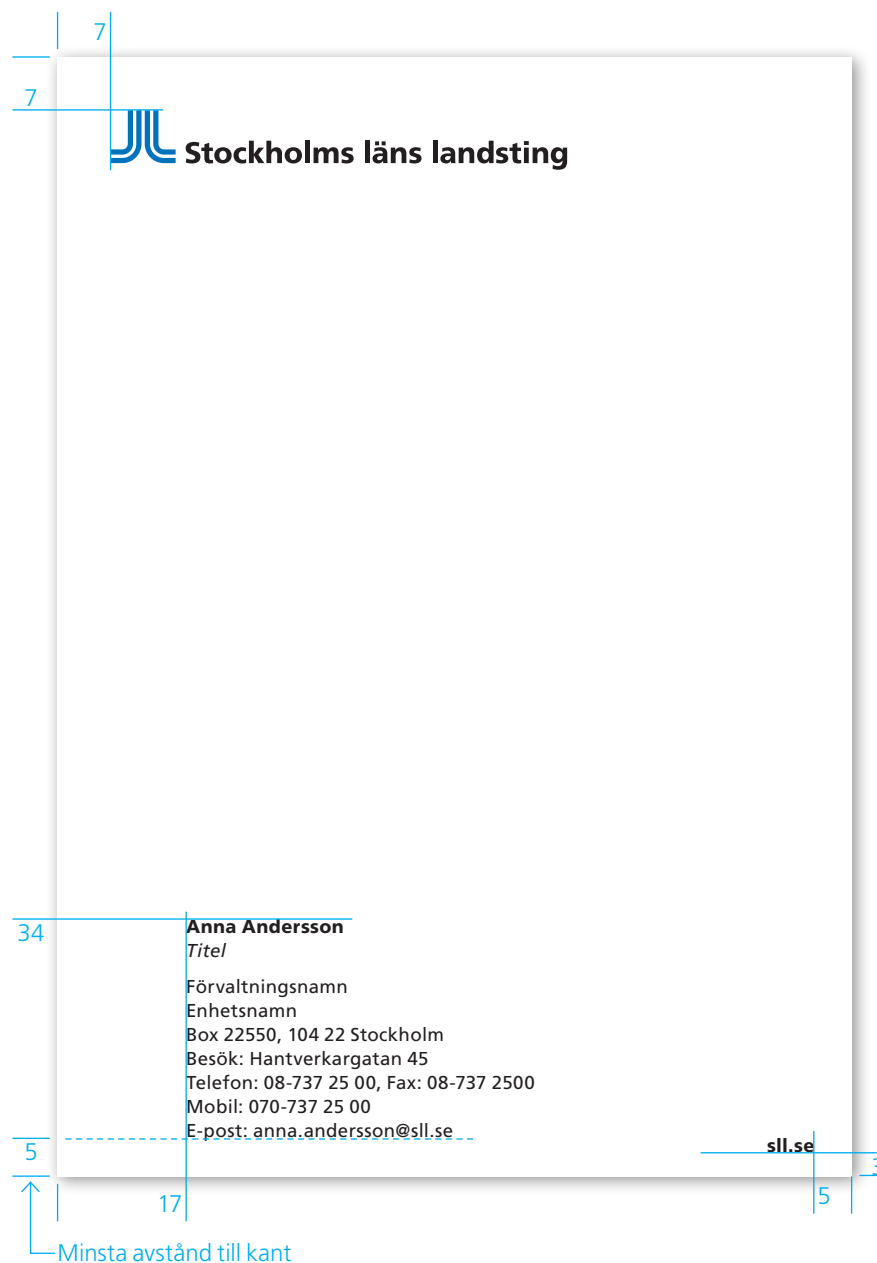 7
7
Stockholms läns landsting
34
Anna Andersson
Titel
Förvaltningsnamn
Enhetsnamn
Box 22550, 104 22 Stockholm
Besök: Hantverkargatan 45
Telefon: 08-737 25 00, Fax: 08-737 2500
Mobil: 070-737 25 00
E-post: anna.andersson@sll.se
sll.se
5
17
5
Minsta avstånd till kant